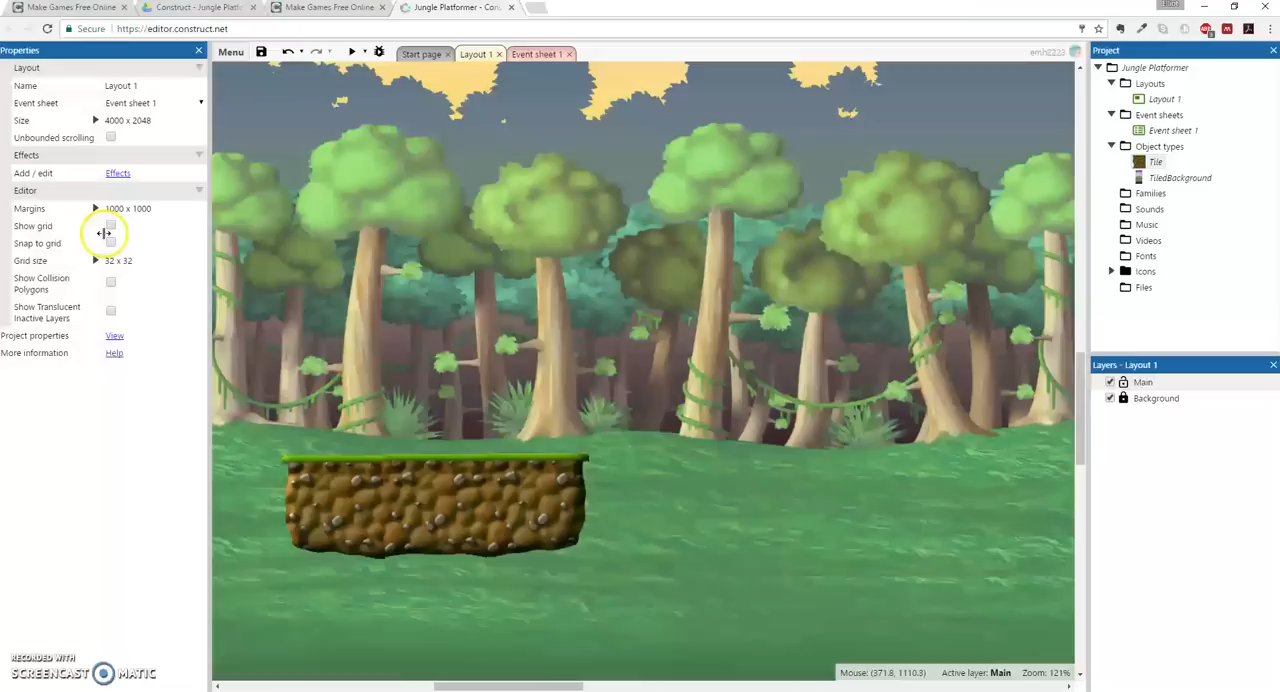 Make Games Free Online
Construct - Jungle Platf
Make Games Free Online
Jungle Platformer - Con
Secure
https://editor.construct.net
Properties
Menu
Start page
Layout 1
Event sheet 1
emh2223
Project
Layout
Name
Layout 1
Event sheet
Event sheet 1
Size
4000 x 2048
Unbounded scrolling
Effects
Add / edit
Effects
Editor
Margins
1000 x 1000
Show grid
Snap to grid
Grid size
32 x 32
Show Collision
Polygons
Show Translucent
Inactive Layers
Project properties
View
More information
Help
Jungle Platformer
Layouts
Layout 1
Event sheets
Event sheet 1
Object types
Tile
TiledBackground
Families
Sounds
Music
Videos
Fonts
Icons
Files
Layers - Layout 1
Main
Background
RECORDED WITH
SCREENCAST MATIC
Mouse: (371.8, 1110.3)
Active layer: Main
Zoom: 121%